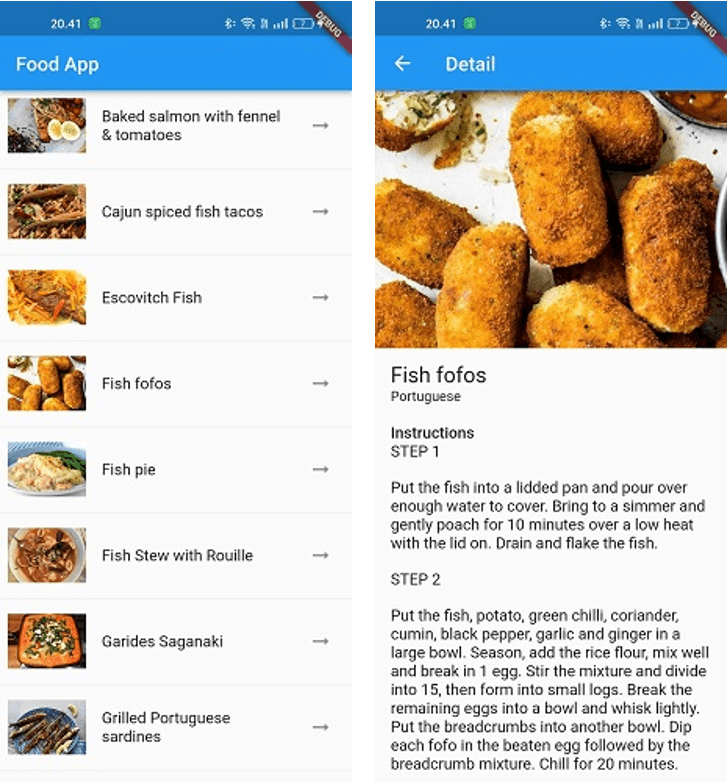 20.41
DEBUG
Food App
Baked salmon with fennel
& tomatoes
Cajun spiced fish tacos
Escovitch Fish
Fish fofos
Fish pie
Fish Stew with Rouille
Garides Saganaki
Grilled Portuguese
sardines
20.41
DEBUG
Detail
Fish fofos
Portuguese
Instructions
STEP 1
Put the fish into a lidded pan and pour over
enough water to cover. Bring to a simmer and
gently poach for 10 minutes over a low heat
with the lid on. Drain and flake the fish.
STEP 2
Put the fish, potato, green chilli, coriander,
cumin, black pepper, garlic and ginger in a
large bowl. Season, add the rice flour, mix well
and break in 1 egg. Stir the mixture and divide
into 15, then form into small logs. Break the
remaining eggs into a bowl and whisk lightly.
Put the breadcrumbs into another bowl. Dip
each fofo in the beaten egg followed by the
breadcrumb mixture. Chill for 20 minutes.